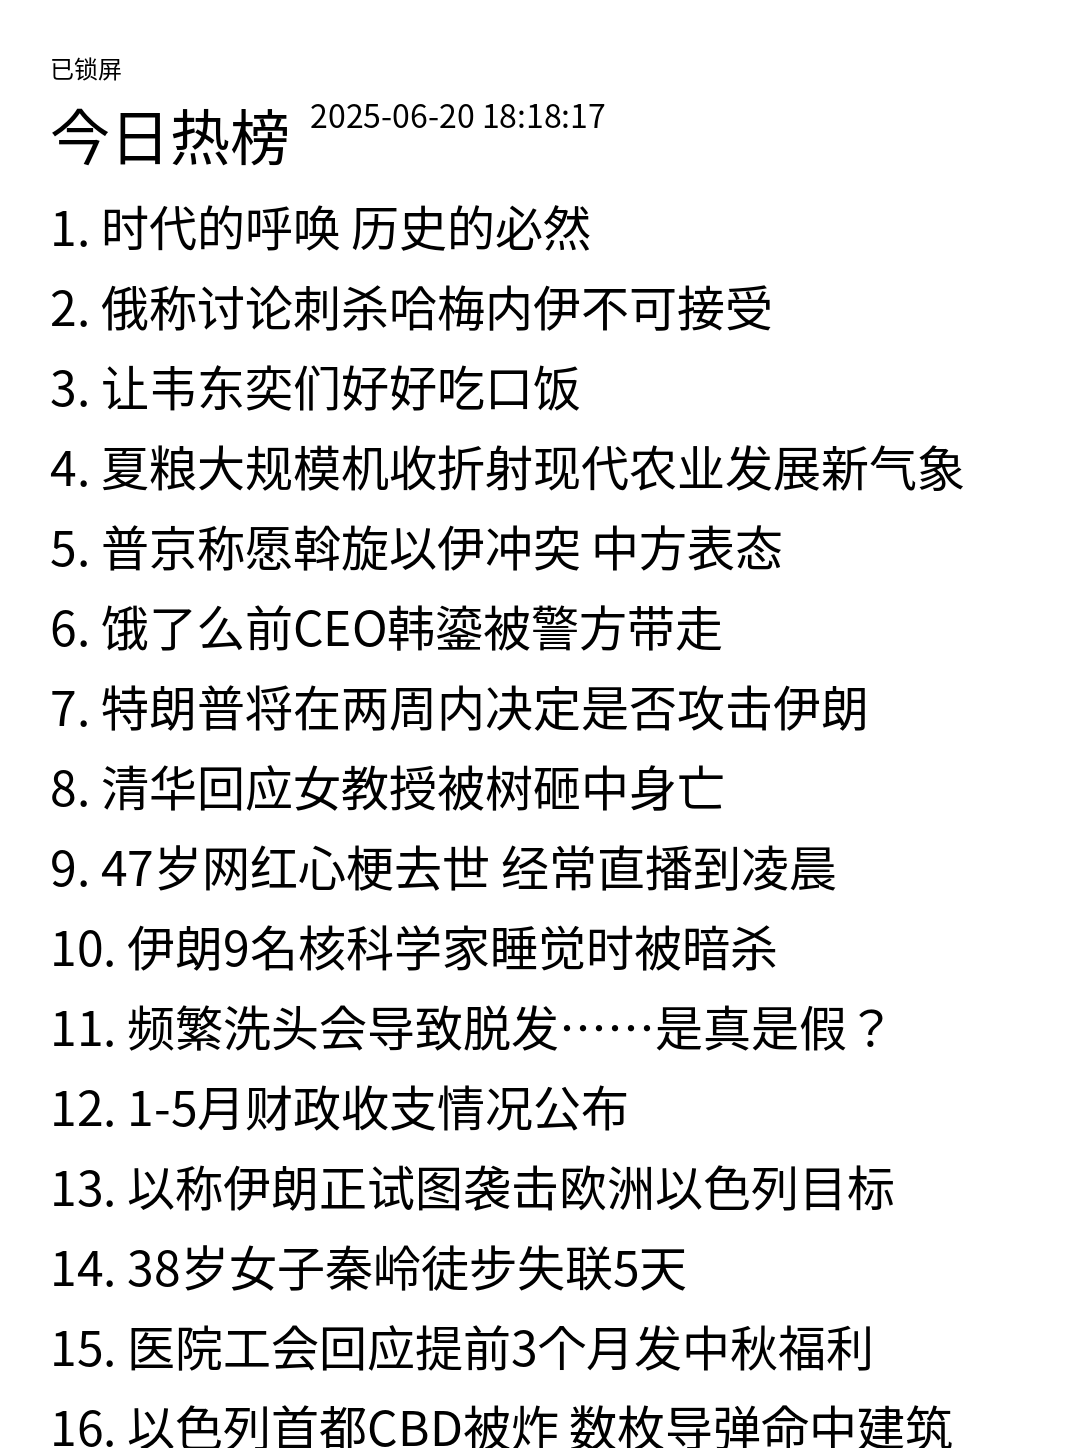 已锁屏
今日热榜 2025-06-20 18:18:17
1. 时代的呼唤 历史的必然
2. 俄称讨论刺杀哈梅内伊不可接受
3. 让韦东奕们好好吃口饭
4. 夏粮大规模机收折射现代农业发展新气象
5. 普京称愿斡旋以伊冲突 中方表态
6. 饿了么前CEO韩鎏被警方带走
7. 特朗普将在两周内决定是否攻击伊朗
8. 清华回应女教授被树砸中身亡
9. 47岁网红心梗去世 经常直播到凌晨
10. 伊朗9名核科学家睡觉时被暗杀
11. 频繁洗头会导致脱发……是真是假？
12. 1-5月财政收支情况公布
13. 以称伊朗正试图袭击欧洲以色列目标
14. 38岁女子秦岭徒步失联5天
15. 医院工会回应提前3个月发中秋福利
16. 以色列首都CBD被炸 数枚导弹命中建筑